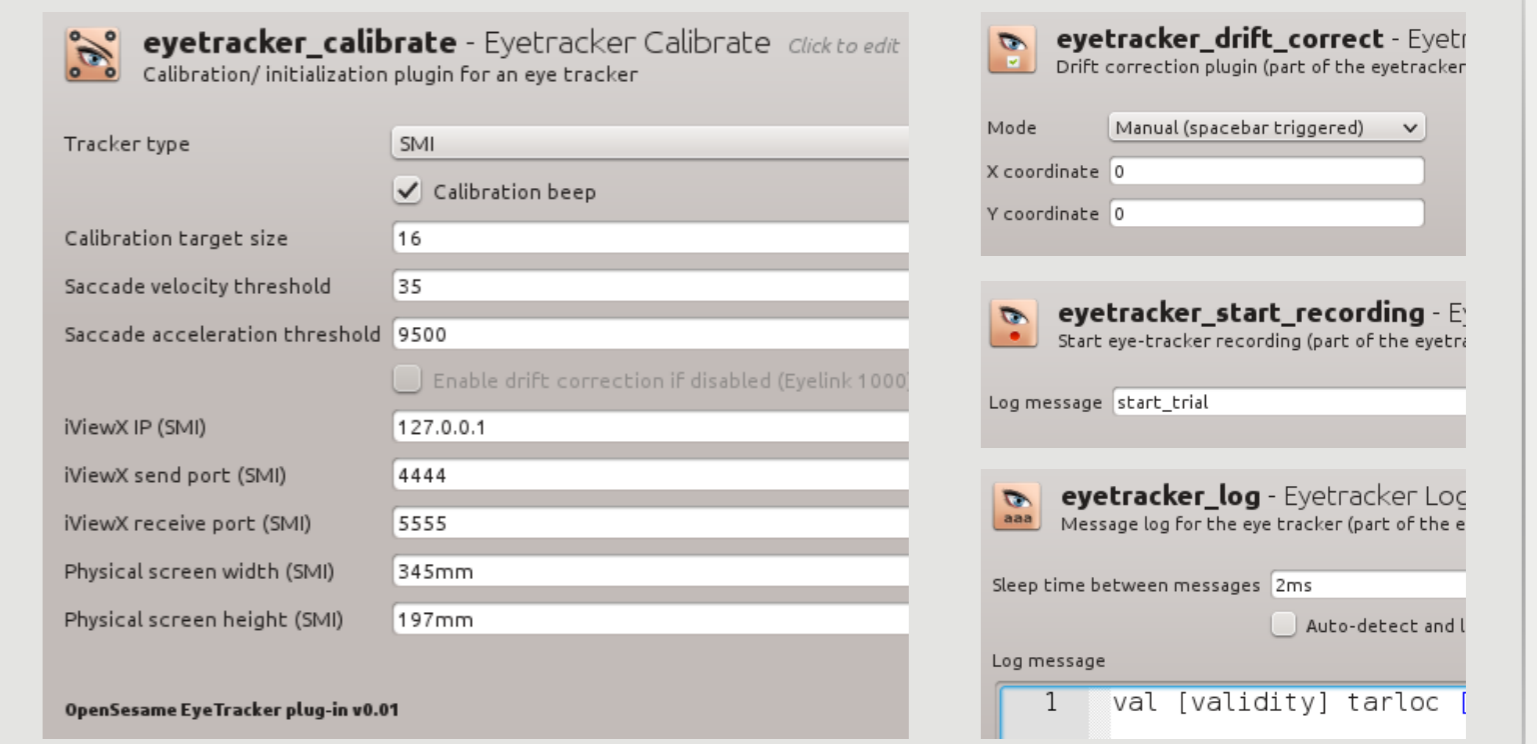 eyetracker_calibrate - Eyetracker Calibrate Click to edit
Calibration/ initialization plugin for an eye tracker
Tracker type SMI
Calibration beep
Calibration target size 16
Saccade velocity threshold 35
Saccade acceleration threshold 9500
Enable drift correction if disabled (Eyelink 1000)
iViewX IP (SMI) 127.0.0.1
iViewX send port (SMI) 4444
iViewX receive port (SMI) 5555
Physical screen width (SMI) 345mm
Physical screen height (SMI) 197mm
OpenSesame EyeTracker plug-in v0.01
eyetracker_drift_correct - Eyetr
Drift correction plugin (part of the eyetracker
Mode Manual (spacebar triggered)
X coordinate 0
Y coordinate 0
eyetracker_start_recording - Ey
Start eye-tracker recording (part of the eyetra
Log message start_trial
aaa
eyetracker_log - Eyetracker Log
Message log for the eye tracker (part of the e
Sleep time between messages 2ms
Auto-detect and l
Log message
1 val [validity] tarloc [